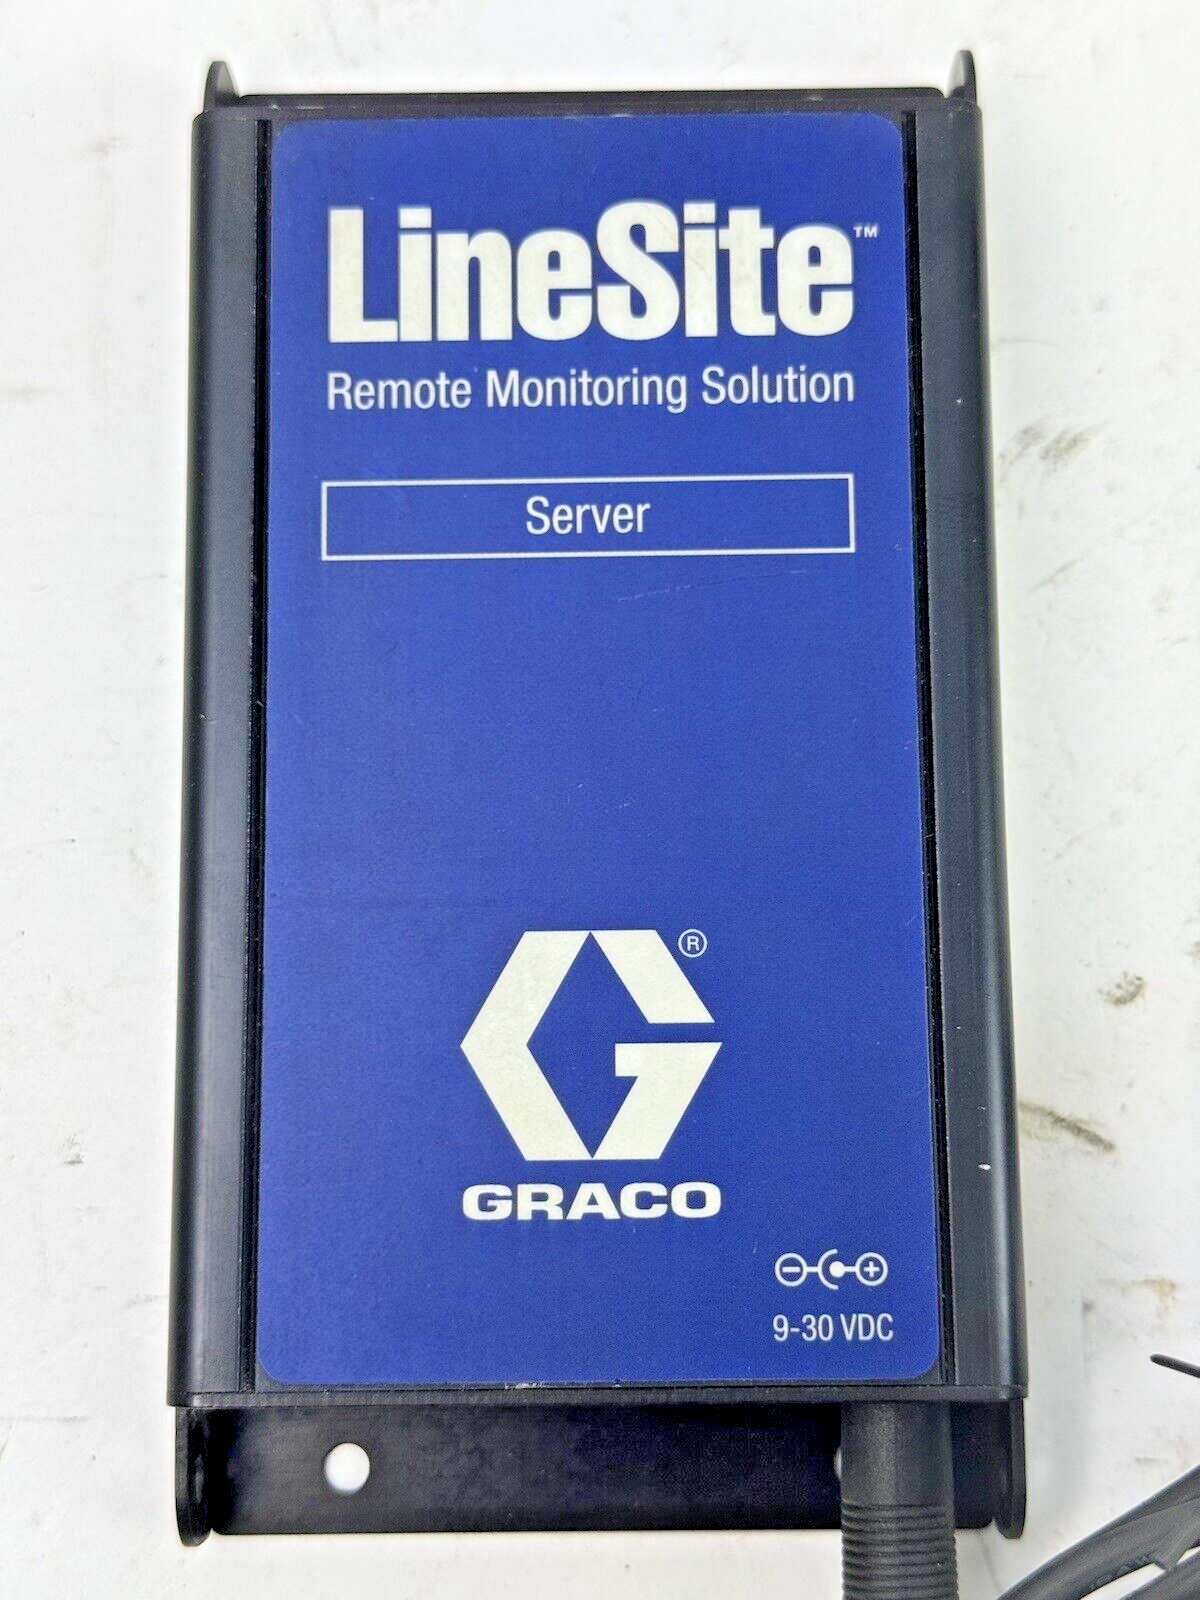 LineSite™
Remote Monitoring Solution
Server
®
GRACO
9-30 VDC